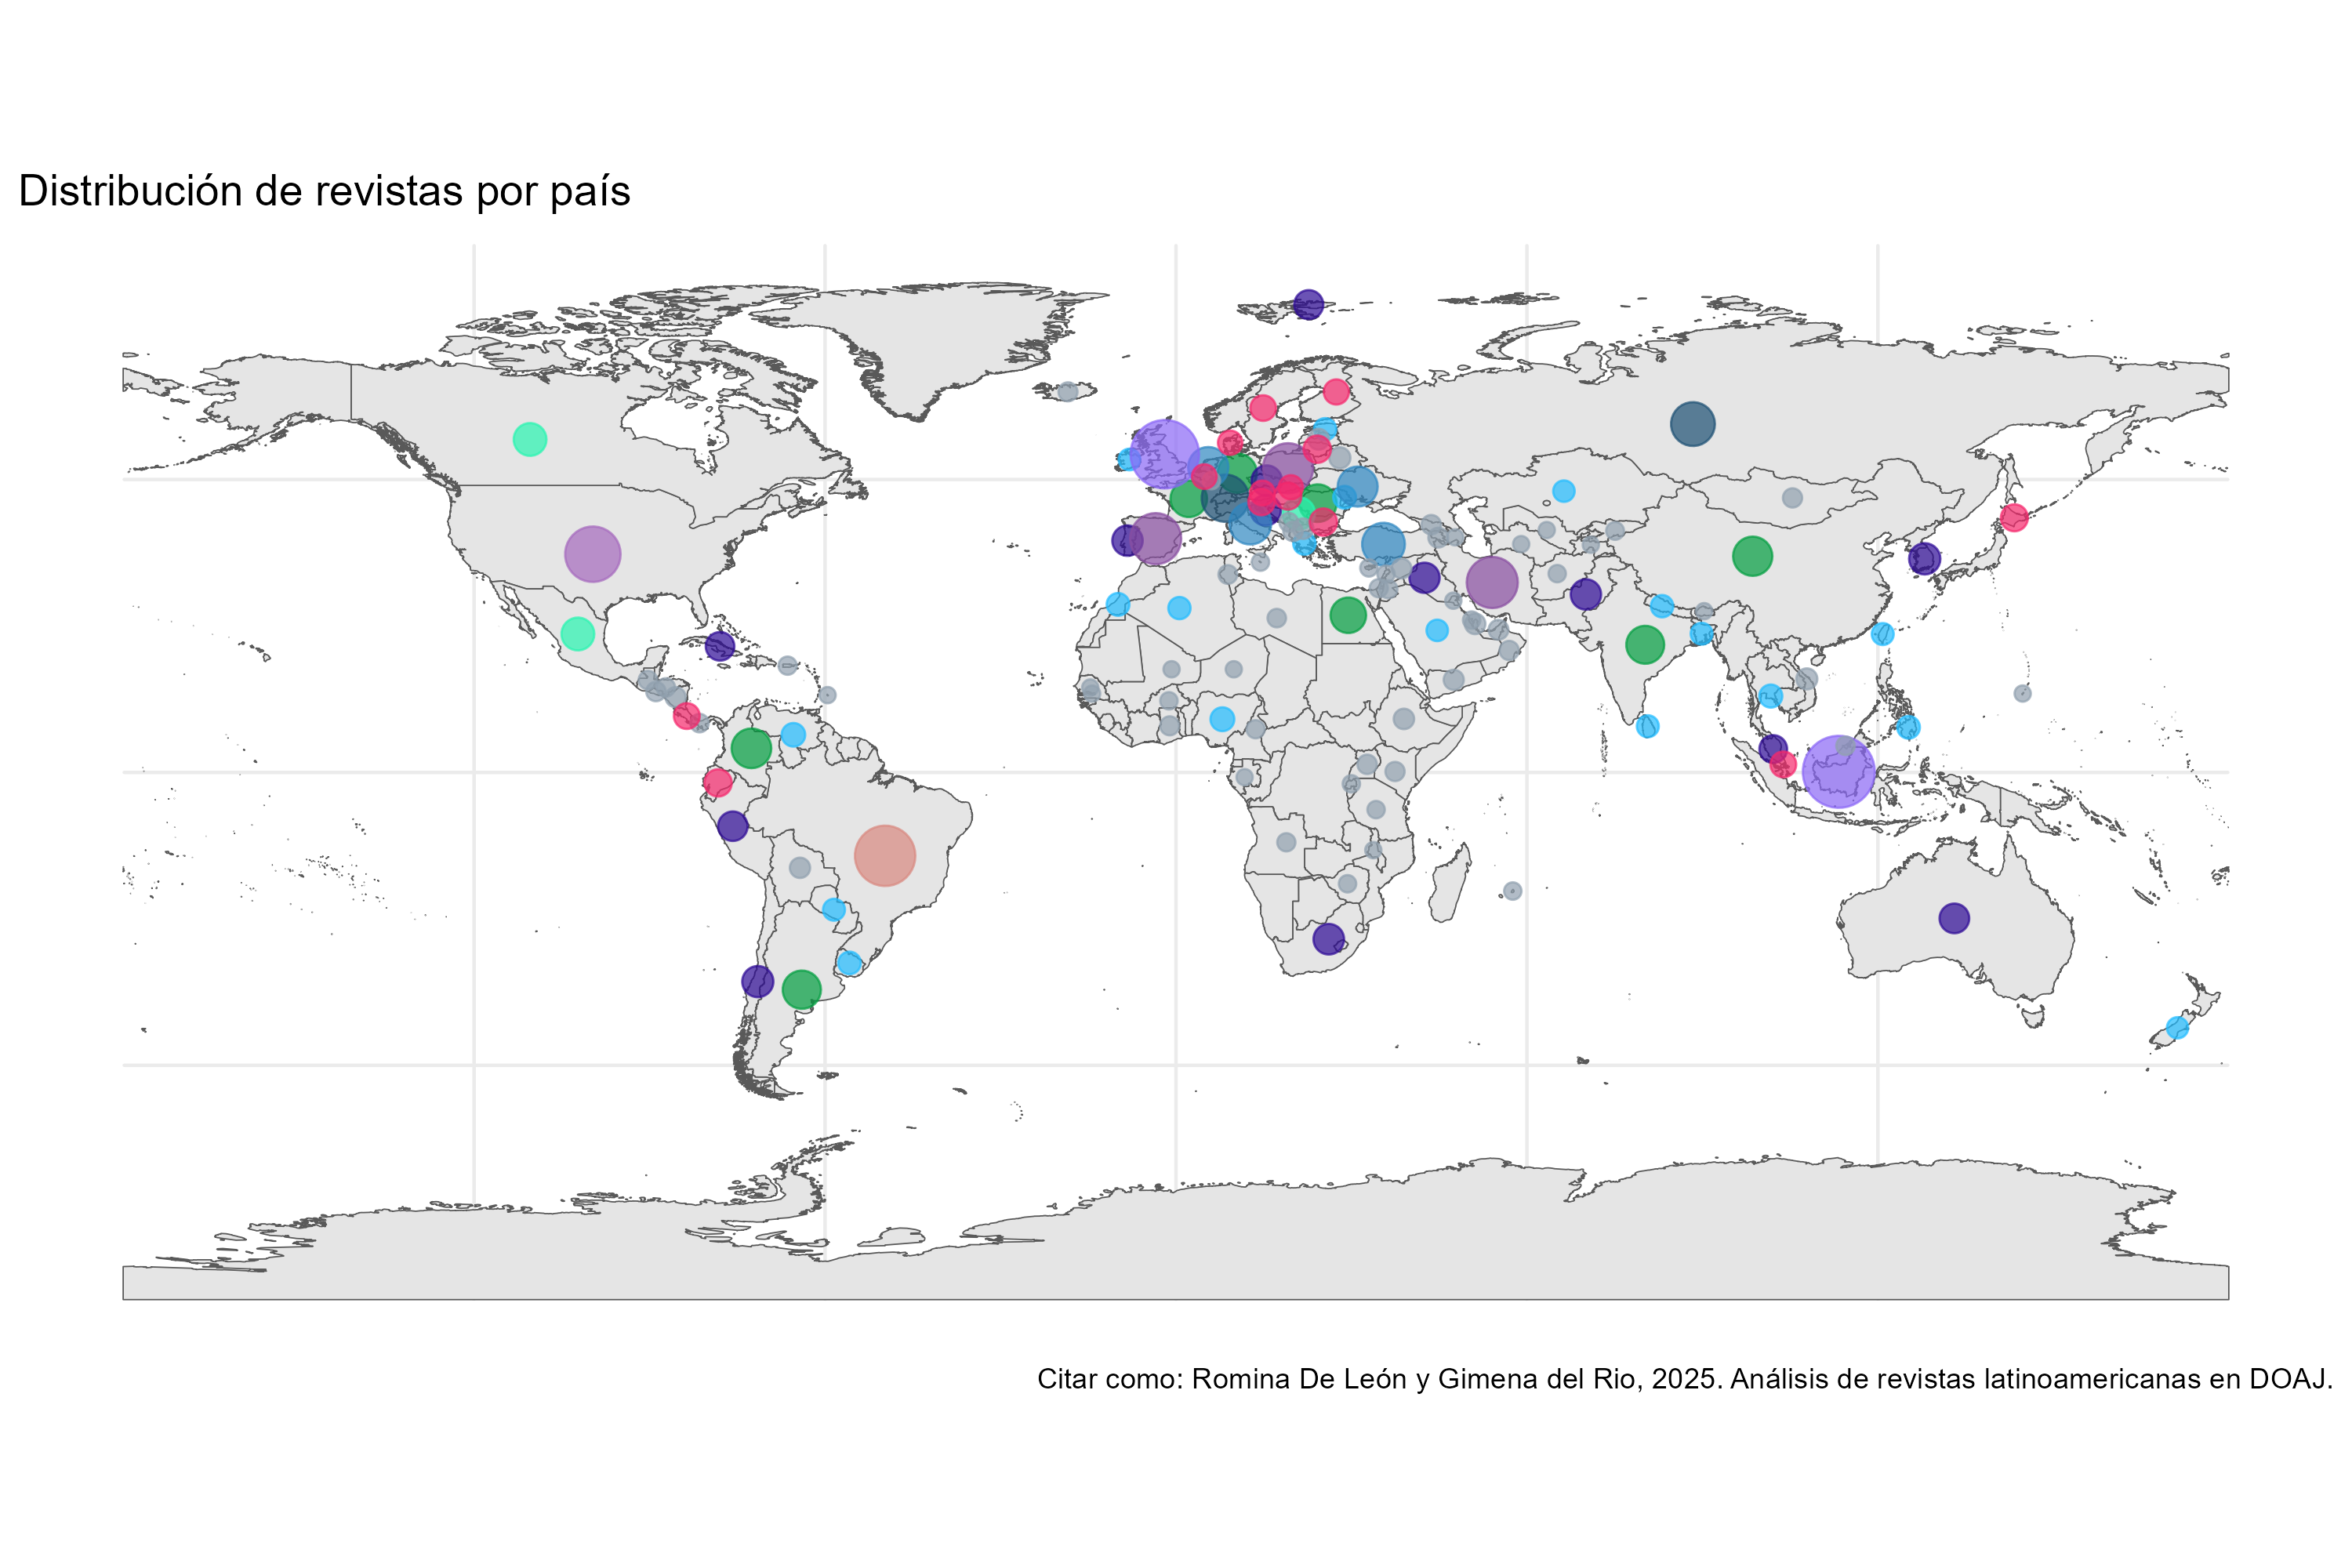 Distribución de revistas por país
Citar como: Romina De León y Gimena del Rio, 2025. Análisis de revistas latinoamericanas en DOAJ.